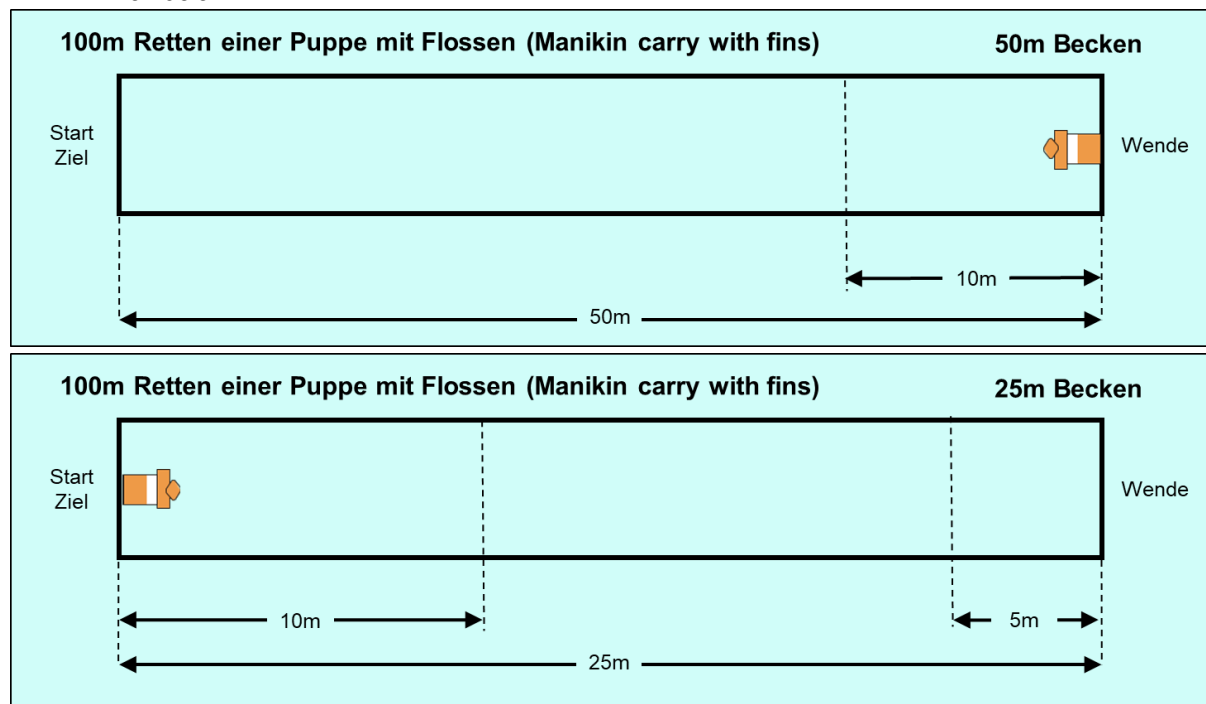 100m Retten einer Puppe mit Flossen (Manikin carry with fins) 50m Becken
Start
Ziel
Wende
10m
50m
100m Retten einer Puppe mit Flossen (Manikin carry with fins) 25m Becken
Start
Ziel
Wende
10m
5m
25m